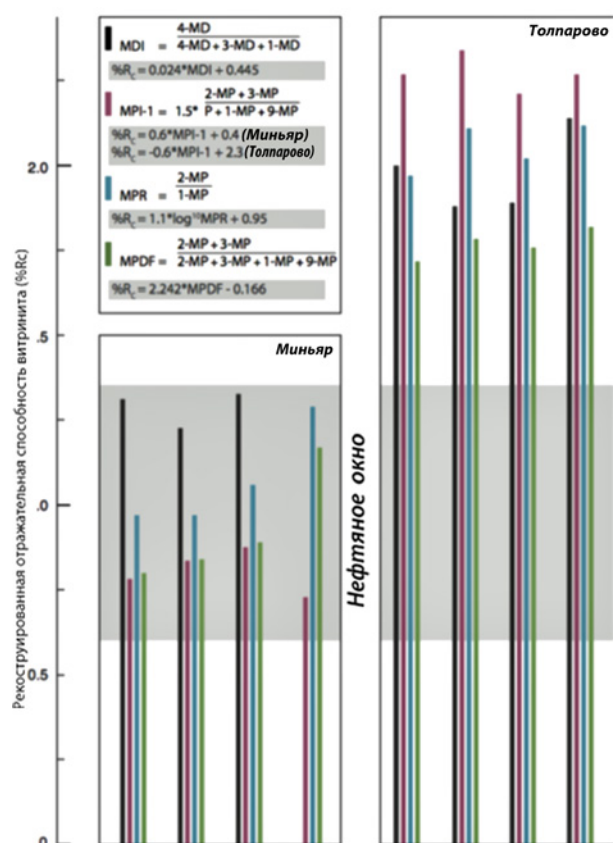 Толпарово
MDI = 4-MD
4-MD + 3-MD + 1-MD
%Rc = 0.024*MDI + 0.445
MPI-1 = 1.5* 2-MP + 3-MP
P + 1-MP + 9-MP
%Rc = 0.6*MPI-1 + 0.4 (Миньяр)
%Rc = -0.6*MPI-1 + 2.3 (Толпарово)
MPR = 2-MP
1-MP
%Rc = 1.1*log¹⁰MPR + 0.95
MPDF = 2-MP + 3-MP
2-MP + 3-MP + 1-MP + 9-MP
%Rc = 2.242*MPDF - 0.166
Миньяр
Нефтяное окно
Рекоструированная отражательная способность витринита (%Rc)
2.0
.5
.0
0.5